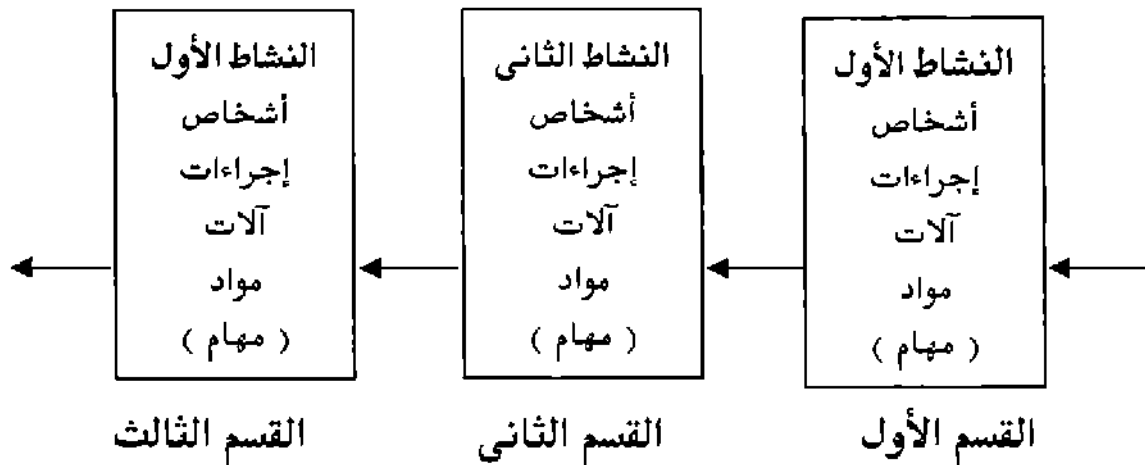 النشاط الأول
أشخاص
إجراءات
آلات
مواد
( مهام )
القسم الأول
النشاط الثانى
أشخاص
إجراءات
آلات
مواد
( مهام )
القسم الثانى
النشاط الأول
أشخاص
إجراءات
آلات
مواد
( مهام )
القسم الثالث